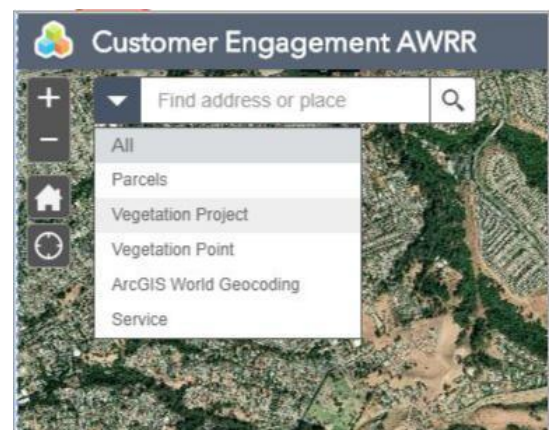 Customer Engagement AWRR
Find address or place
All
Parcels
Vegetation Project
Vegetation Point
ArcGIS World Geocoding
Service